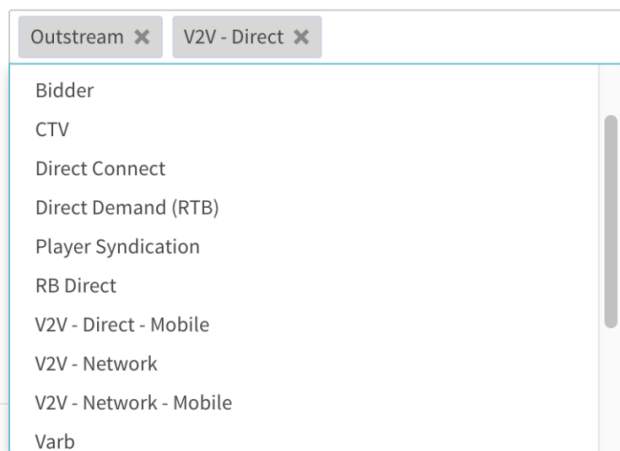 Outstream ✖ V2V - Direct ✖
Bidder
CTV
Direct Connect
Direct Demand (RTB)
Player Syndication
RB Direct
V2V - Direct - Mobile
V2V - Network
V2V - Network - Mobile
Varb